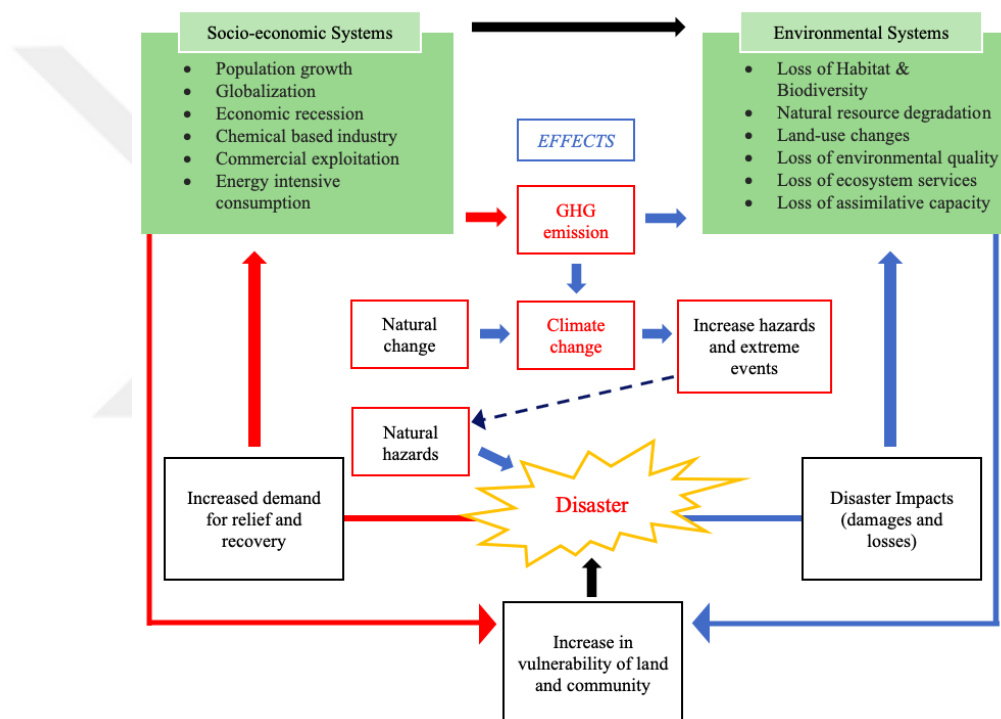 Socio-economic Systems
Population growth
Globalization
Economic recession
Chemical based industry
Commercial exploitation
Energy intensive
consumption
Environmental Systems
Loss of Habitat &
Biodiversity
Natural resource degradation
Land-use changes
Loss of environmental quality
Loss of ecosystem services
Loss of assimilative capacity
EFFECTS
GHG
emission
Natural
change
Climate
change
Increase hazards
and extreme
events
Natural
hazards
Increased demand
for relief and
recovery
Disaster
Disaster Impacts
(damages and
losses)
Increase in
vulnerability of land
and community